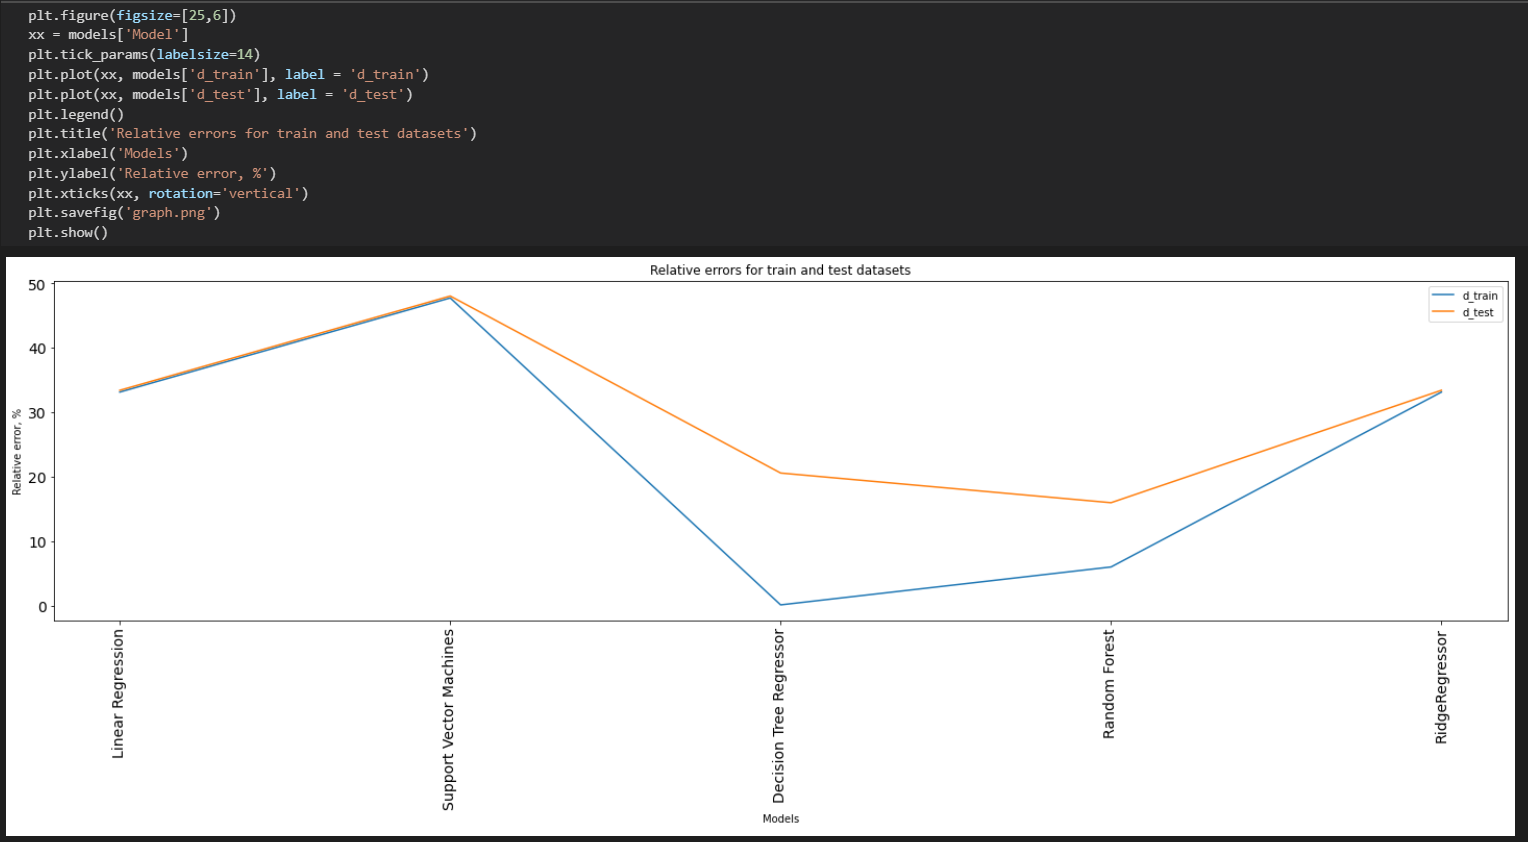 plt.figure(figsize=[25,6])
xx = models['Model']
plt.tick_params(labelsize=14)
plt.plot(xx, models['d_train'], label = 'd_train')
plt.plot(xx, models['d_test'], label = 'd_test')
plt.legend()
plt.title('Relative errors for train and test datasets')
plt.xlabel('Models')
plt.ylabel('Relative error, %')
plt.xticks(xx, rotation='vertical')
plt.savefig('graph.png')
plt.show()
Relative errors for train and test datasets
d_train
d_test
Relative error, %
50
40
30
20
10
0
Linear Regression
Support Vector Machines
Decision Tree Regressor
Random Forest
RidgeRegressor
Models